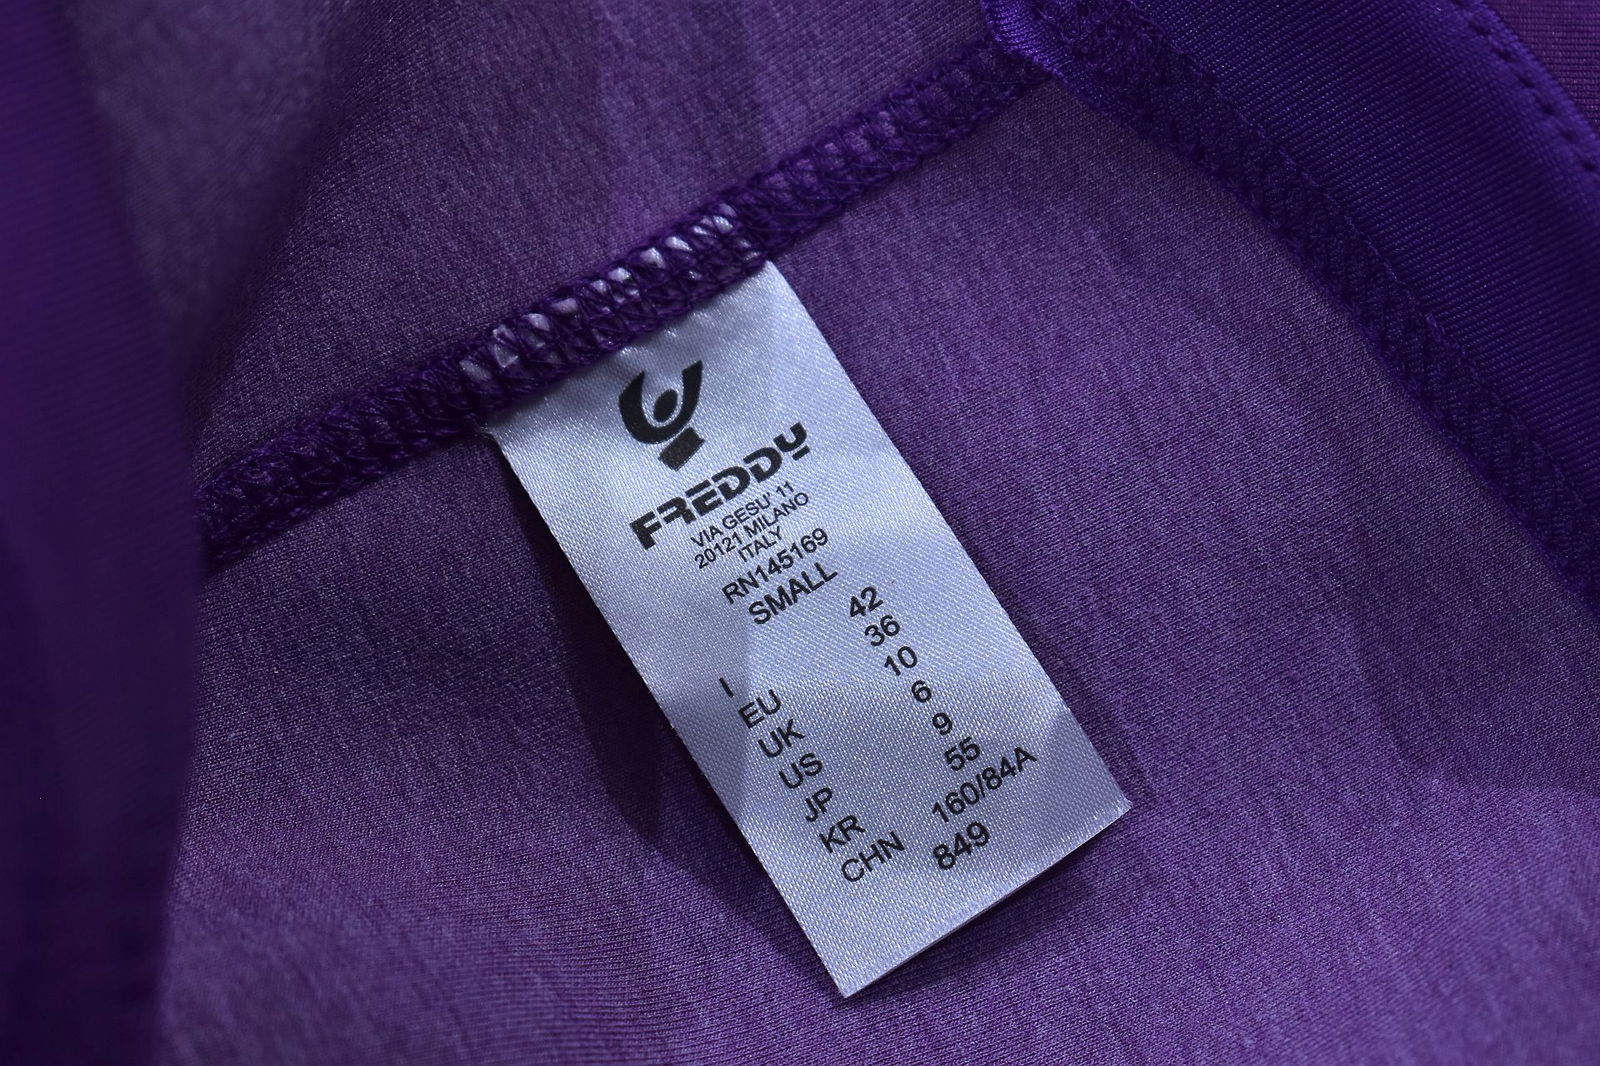 FREDDY
VIA GESU' 11
20121 MILANO
ITALY
RN145169
SMALL
I 42
EU 36
UK 10
US 6
JP 9
KR 55
CHN 160/84A
849